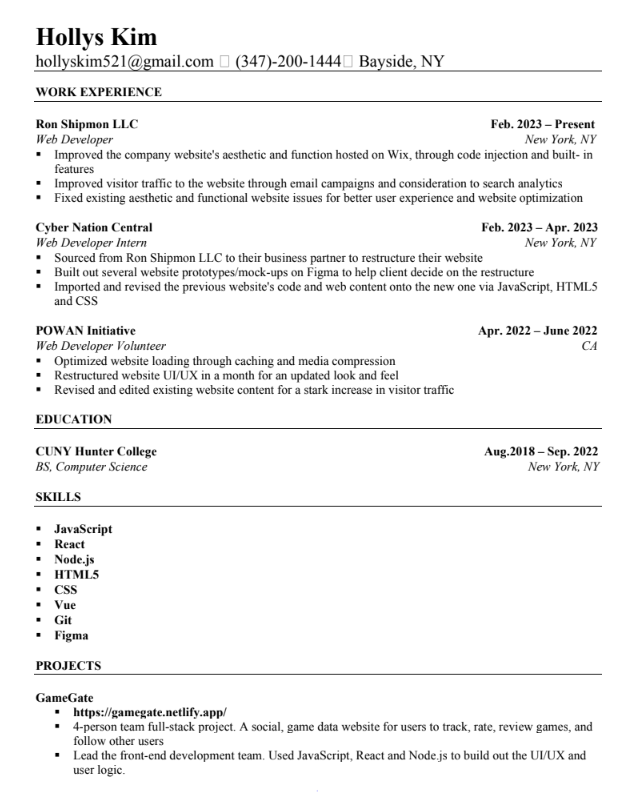 Hollys Kim
hollyskim521@gmail.com □ (347)-200-1444□ Bayside, NY
WORK EXPERIENCE
Ron Shipmon LLC Feb. 2023 – Present
Web Developer New York, NY
▪ Improved the company website's aesthetic and function hosted on Wix, through code injection and built- in
features
▪ Improved visitor traffic to the website through email campaigns and consideration to search analytics
▪ Fixed existing aesthetic and functional website issues for better user experience and website optimization
Cyber Nation Central Feb. 2023 – Apr. 2023
Web Developer Intern New York, NY
▪ Sourced from Ron Shipmon LLC to their business partner to restructure their website
▪ Built out several website prototypes/mock-ups on Figma to help client decide on the restructure
▪ Imported and revised the previous website's code and web content onto the new one via JavaScript, HTML5
and CSS
POWAN Initiative Apr. 2022 – June 2022
Web Developer Volunteer CA
▪ Optimized website loading through caching and media compression
▪ Restructured website UI/UX in a month for an updated look and feel
▪ Revised and edited existing website content for a stark increase in visitor traffic
EDUCATION
CUNY Hunter College Aug.2018 – Sep. 2022
BS, Computer Science New York, NY
SKILLS
▪ JavaScript
▪ React
▪ Node.js
▪ HTML5
▪ CSS
▪ Vue
▪ Git
▪ Figma
PROJECTS
GameGate
▪ https://gamegate.netlify.app/
▪ 4-person team full-stack project. A social, game data website for users to track, rate, review games, and
follow other users
▪ Lead the front-end development team. Used JavaScript, React and Node.js to build out the UI/UX and
user logic.